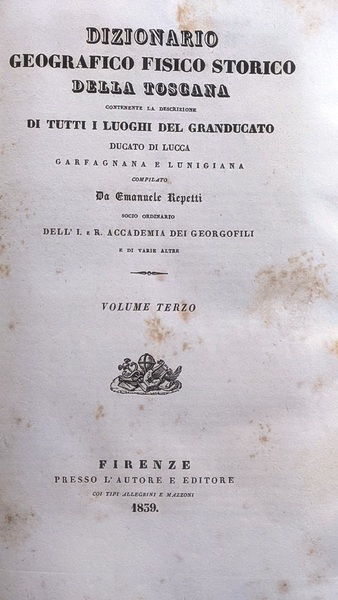 DIZIONARIO
GEOGRAFICO FISICO STORICO
DELLA TOSCANA
CONTENENTE LA DESCRIZIONE
DI TUTTI I LUOGHI DEL GRANDUCATO
DUCATO DI LUCCA
GARFAGNANA E LUNIGIANA
COMPILATO
Da Emanuele Repetti
SOCIO ORDINARIO
DELL' I. E R. ACCADEMIA DEI GEORGOFILI
E DI VARIE ALTRE
VOLUME TERZO
FIRENZE
PRESSO L'AUTORE E EDITORE
COI TIPI ALLEGRINI E MAZZONI
1839.